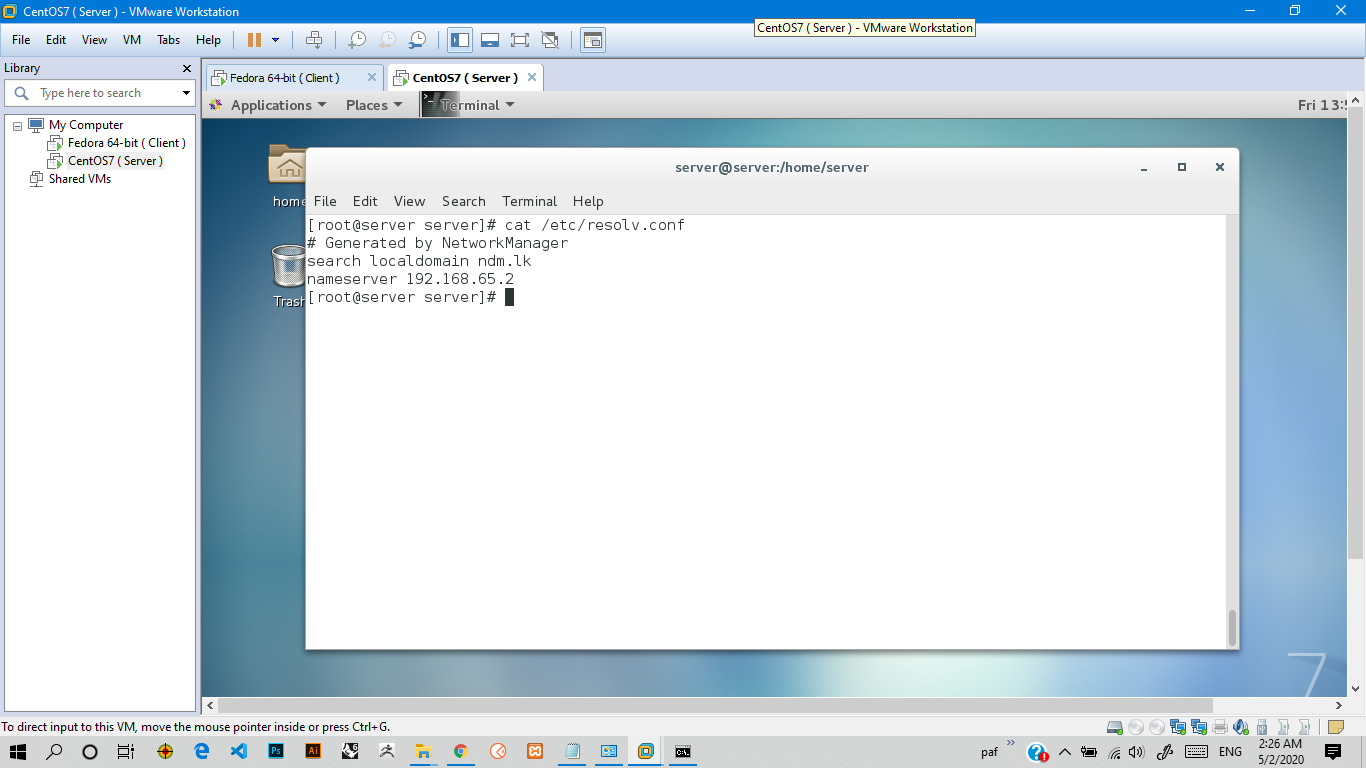 CentOS7 ( Server ) - VMware Workstation
CentOS7 ( Server ) - VMware Workstation
File Edit View VM Tabs Help
Library
Type here to search
My Computer
Fedora 64-bit ( Client )
CentOS7 ( Server )
Shared VMs
Fedora 64-bit ( Client )
CentOS7 ( Server )
Applications Places Terminal
Fri 13:
home
Trash
server@server:/home/server
File Edit View Search Terminal Help
[root@server server]# cat /etc/resolv.conf
# Generated by NetworkManager
search localdomain ndm.lk
nameserver 192.168.65.2
[root@server server]#
7
To direct input to this VM, move the mouse pointer inside or press Ctrl+G.
Ps Ai
paf
ENG
2:26 AM
5/2/2020